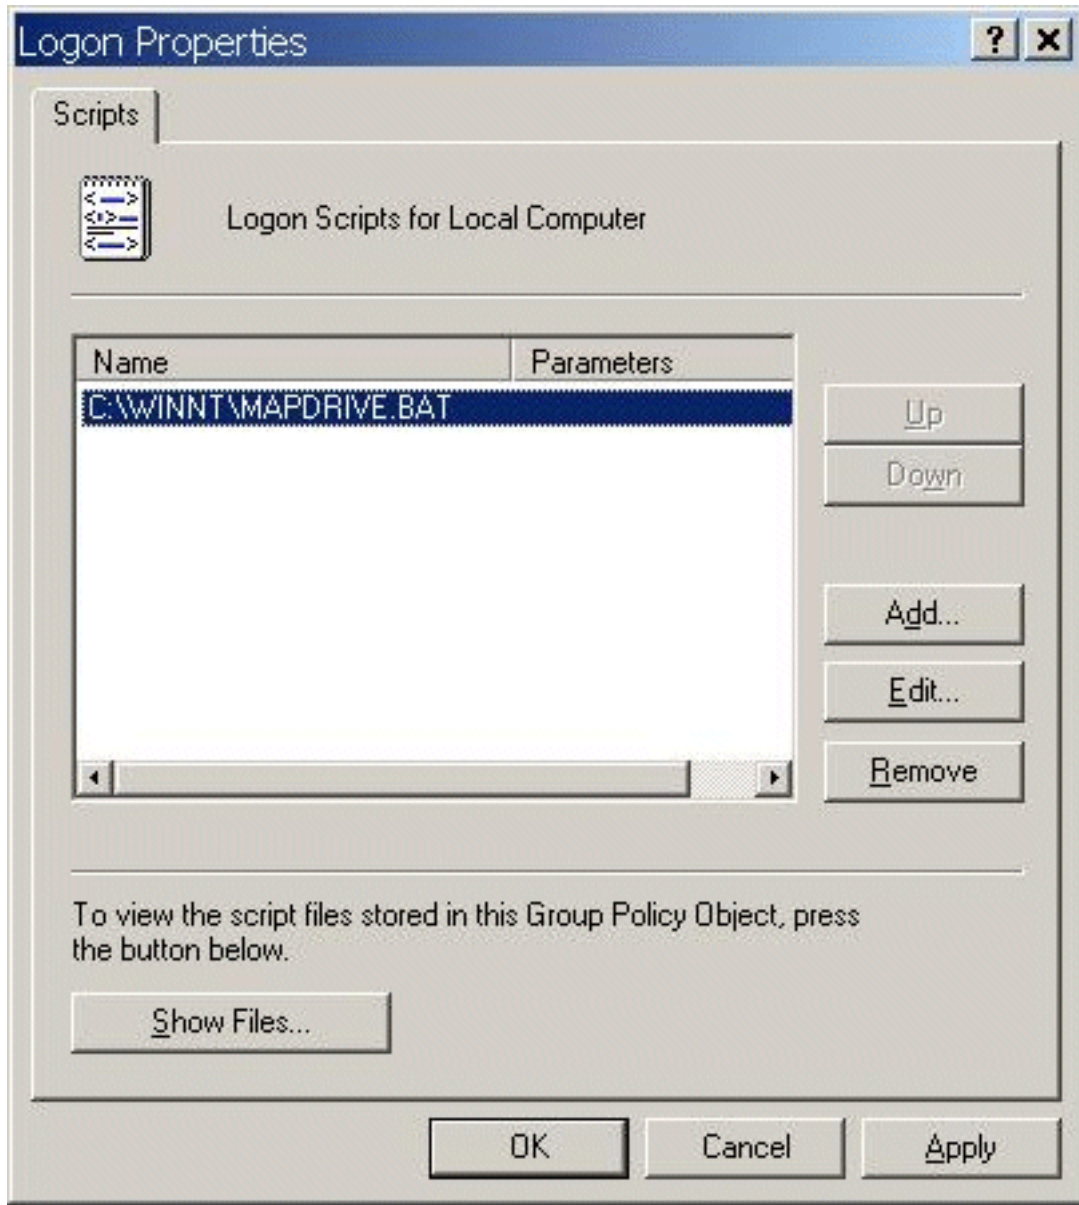 Logon Properties
Scripts
Logon Scripts for Local Computer
Name Parameters
C:\WINNT\MAPDRIVE.BAT
Up
Down
Add...
Edit...
Remove
To view the script files stored in this Group Policy Object, press
the button below.
Show Files...
OK Cancel Apply